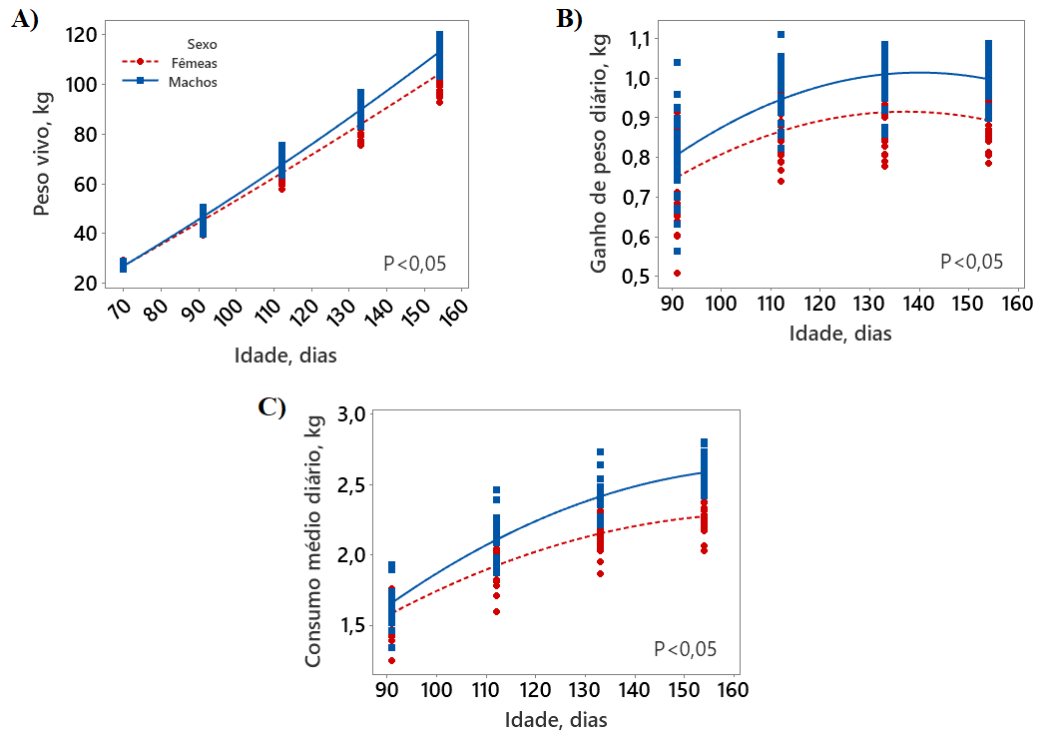 A)
Peso vivo, kg
120
100
80
60
40
20
Sexo
Fêmeas
Machos
P<0,05
70 80 90 100 110 120 130 140 150 160
Idade, dias
B)
Ganho de peso diário, kg
1,1
1,0
0,9
0,8
0,7
0,6
0,5
P<0,05
90 100 110 120 130 140 150 160
Idade, dias
C)
Consumo médio diário, kg
3,0
2,5
2,0
1,5
P<0,05
90 100 110 120 130 140 150 160
Idade, dias